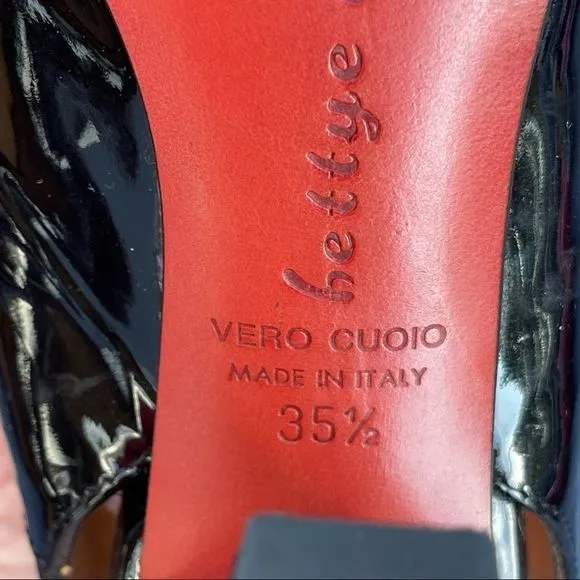 bettye
VERO CUOIO
MADE IN ITALY
35½